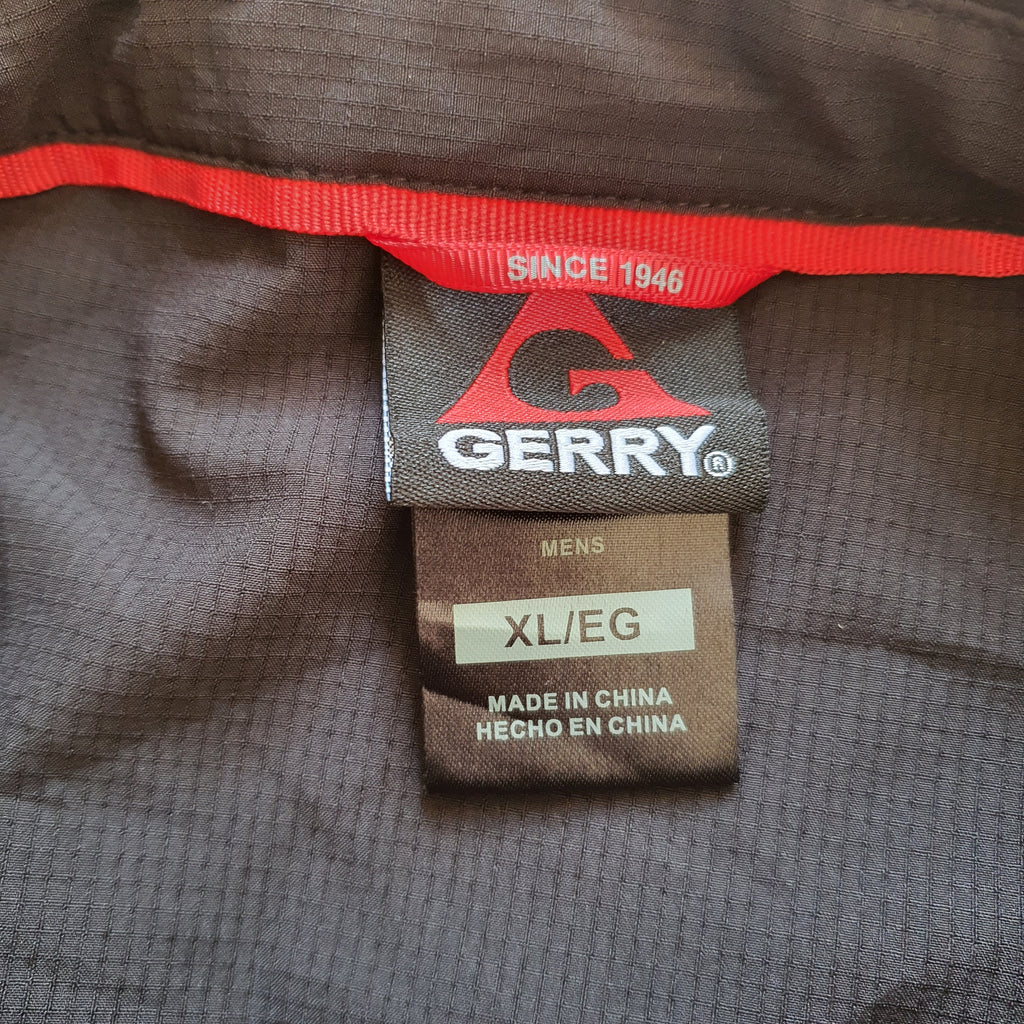 SINCE 1946
G
GERRY®
MENS
XL/EG
MADE IN CHINA
HECHO EN CHINA